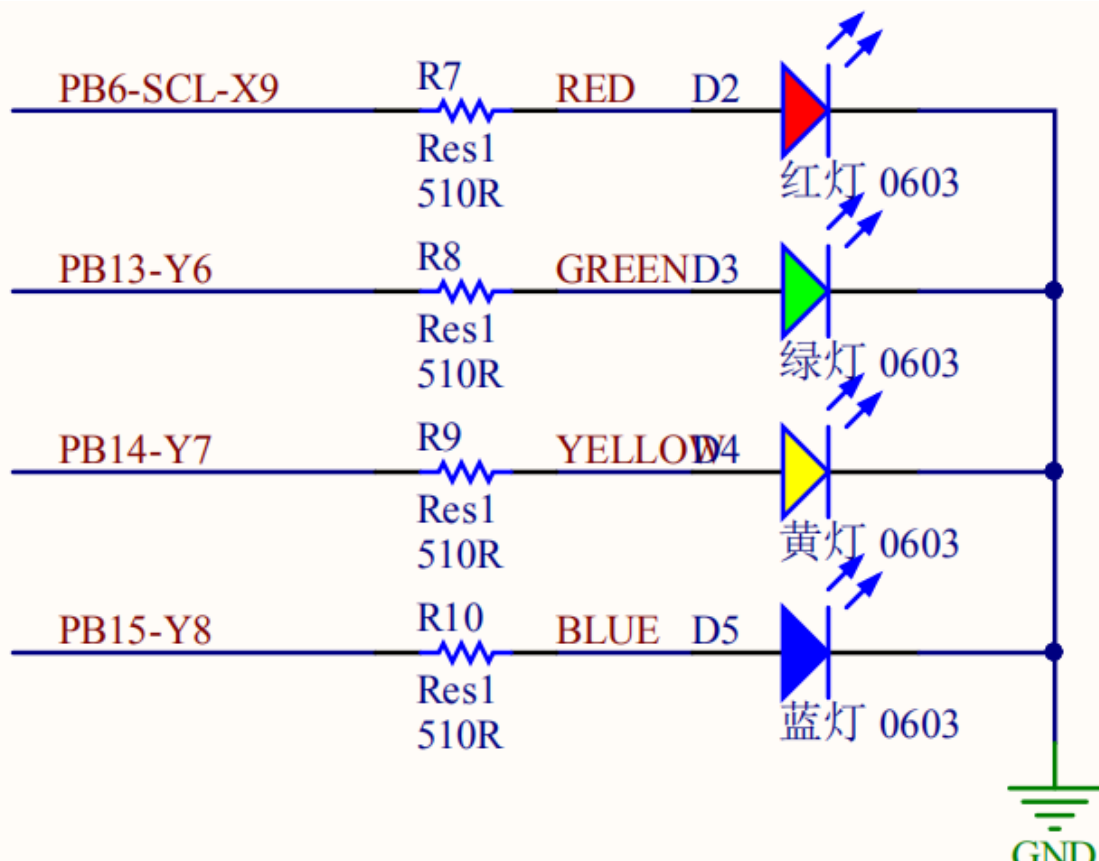 PB6-SCL-X9
R7
RED
D2
Res1
510R
红灯 0603
PB13-Y6
R8
GREEN
D3
Res1
510R
绿灯 0603
PB14-Y7
R9
YELLOW
D4
Res1
510R
黄灯 0603
PB15-Y8
R10
BLUE
D5
Res1
510R
蓝灯 0603
GND